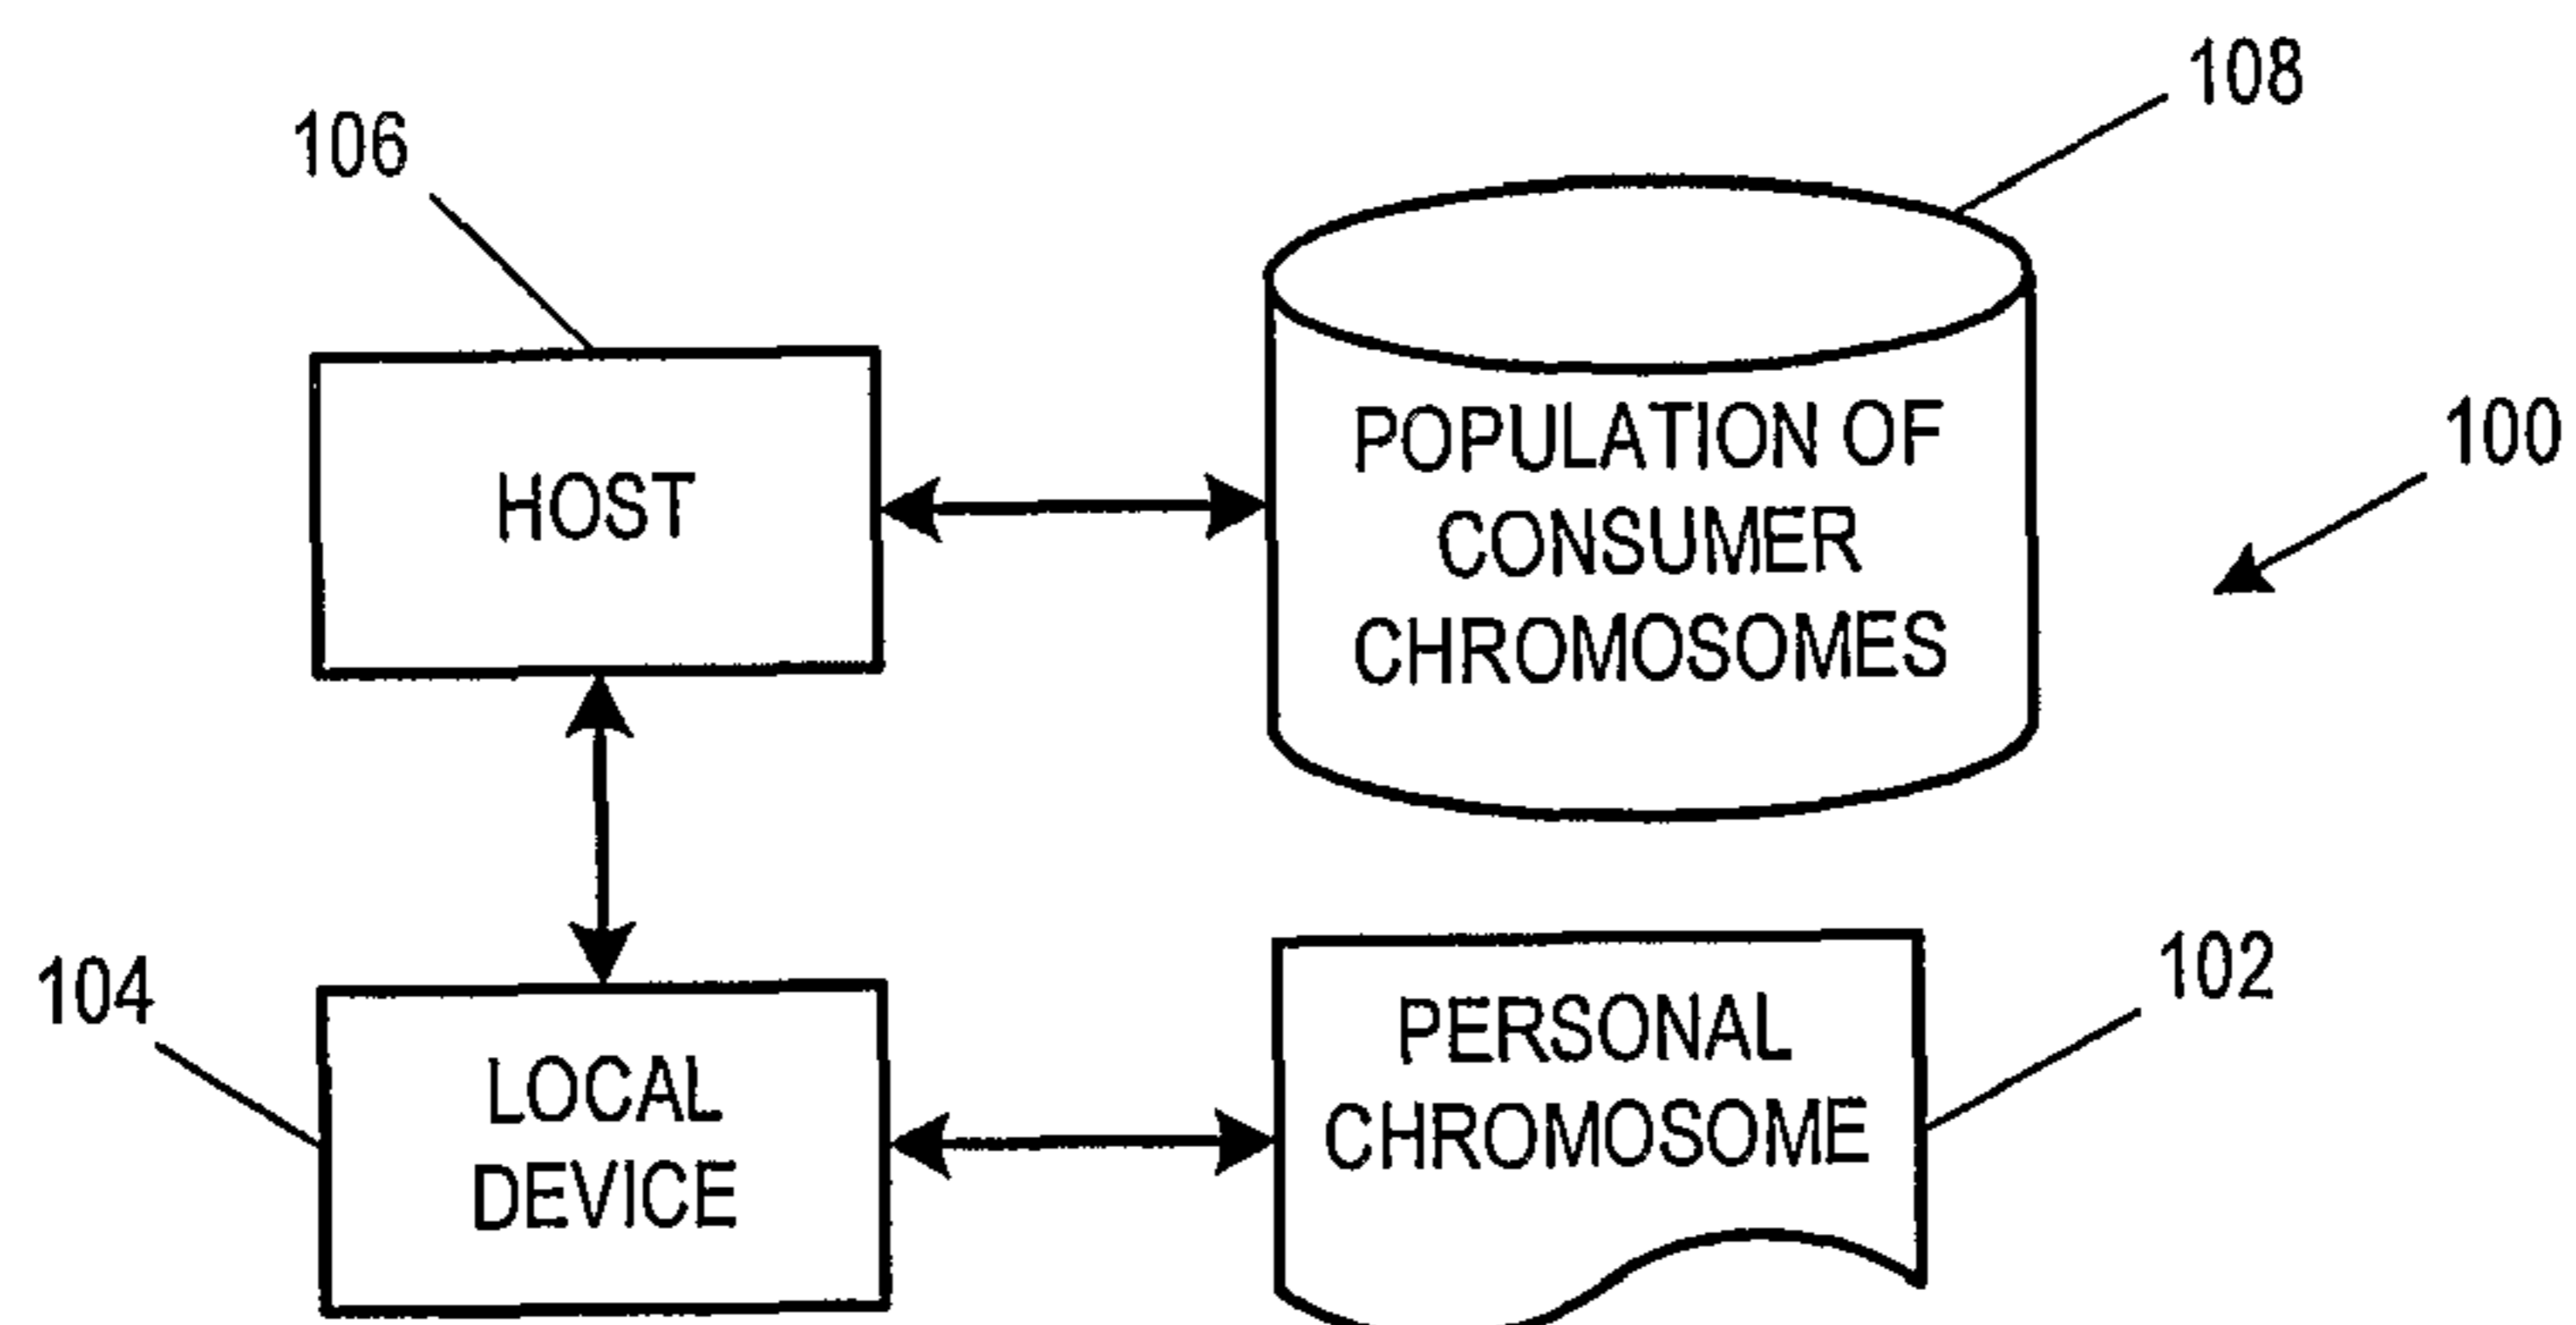 108
106
POPULATION OF
CONSUMER
CHROMOSOMES
100
HOST
104
LOCAL
DEVICE
PERSONAL
CHROMOSOME
102